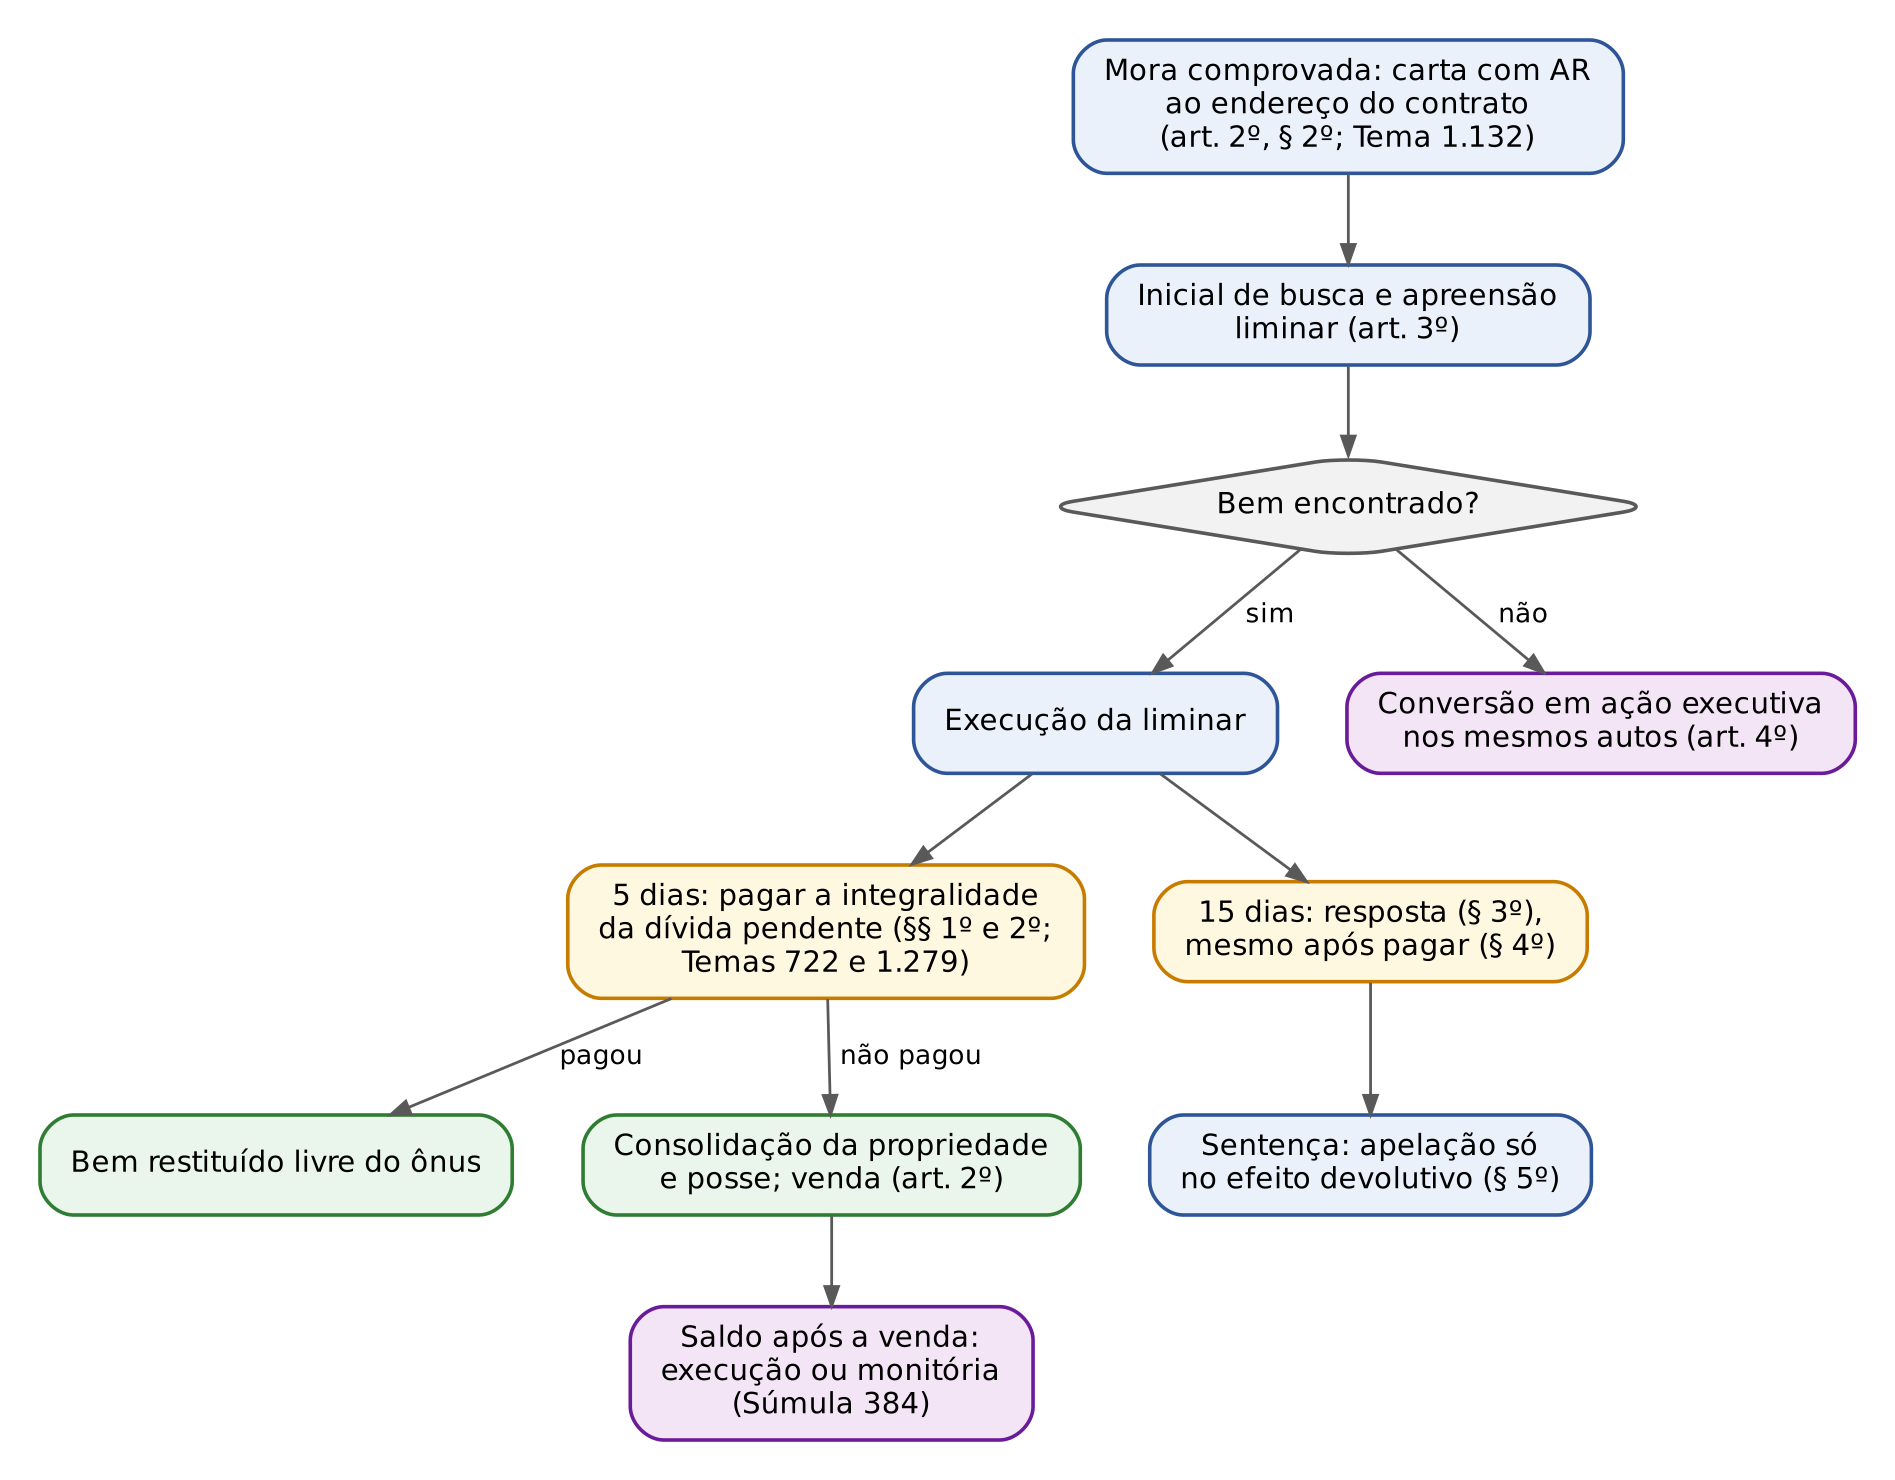 Mora comprovada: carta com AR
ao endereço do contrato
(art. 2º, § 2º; Tema 1.132)
Inicial de busca e apreensão
liminar (art. 3º)
Bem encontrado?
sim
não
Execução da liminar
Conversão em ação executiva
nos mesmos autos (art. 4º)
5 dias: pagar a integralidade
da dívida pendente (§§ 1º e 2º;
Temas 722 e 1.279)
15 dias: resposta (§ 3º),
mesmo após pagar (§ 4º)
pagou
não pagou
Bem restituído livre do ônus
Consolidação da propriedade
e posse; venda (art. 2º)
Sentença: apelação só
no efeito devolutivo (§ 5º)
Saldo após a venda:
execução ou monitória
(Súmula 384)